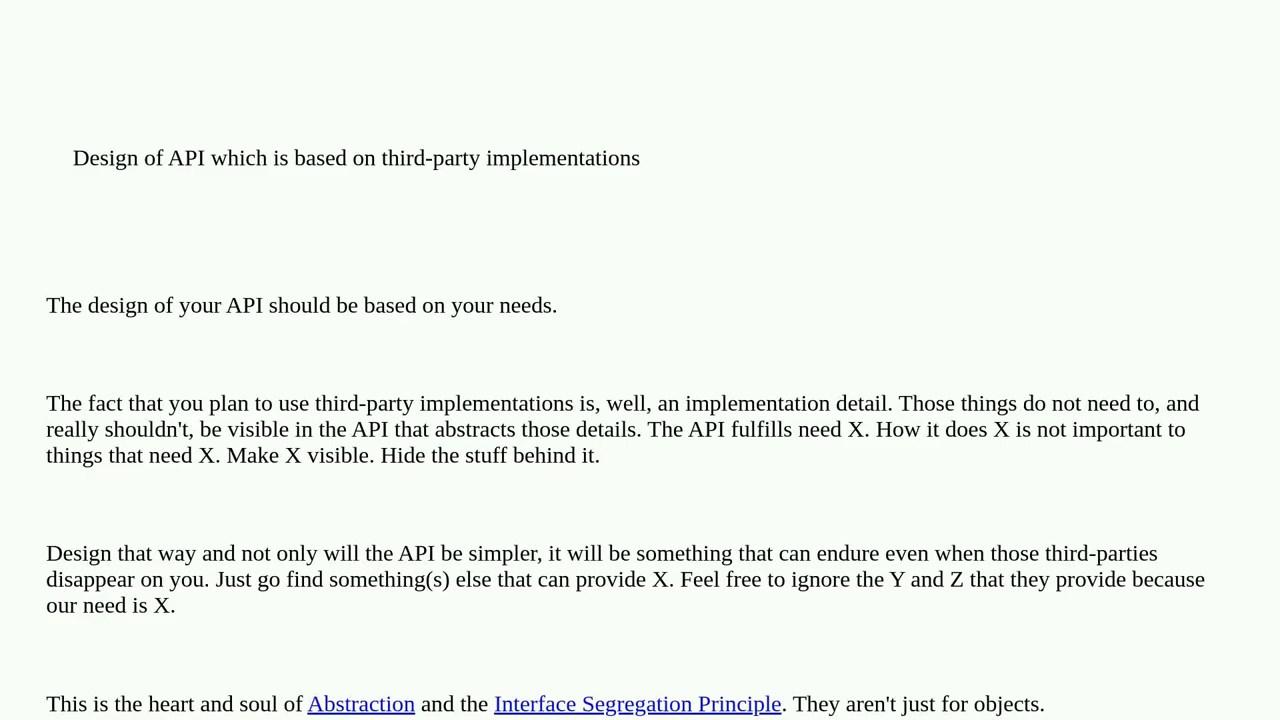 Design of API which is based on third-party implementations
The design of your API should be based on your needs.
The fact that you plan to use third-party implementations is, well, an implementation detail. Those things do not need to, and
really shouldn't, be visible in the API that abstracts those details. The API fulfills need X. How it does X is not important to
things that need X. Make X visible. Hide the stuff behind it.
Design that way and not only will the API be simpler, it will be something that can endure even when those third-parties
disappear on you. Just go find something(s) else that can provide X. Feel free to ignore the Y and Z that they provide because
our need is X.
This is the heart and soul of Abstraction and the Interface Segregation Principle. They aren't just for objects.